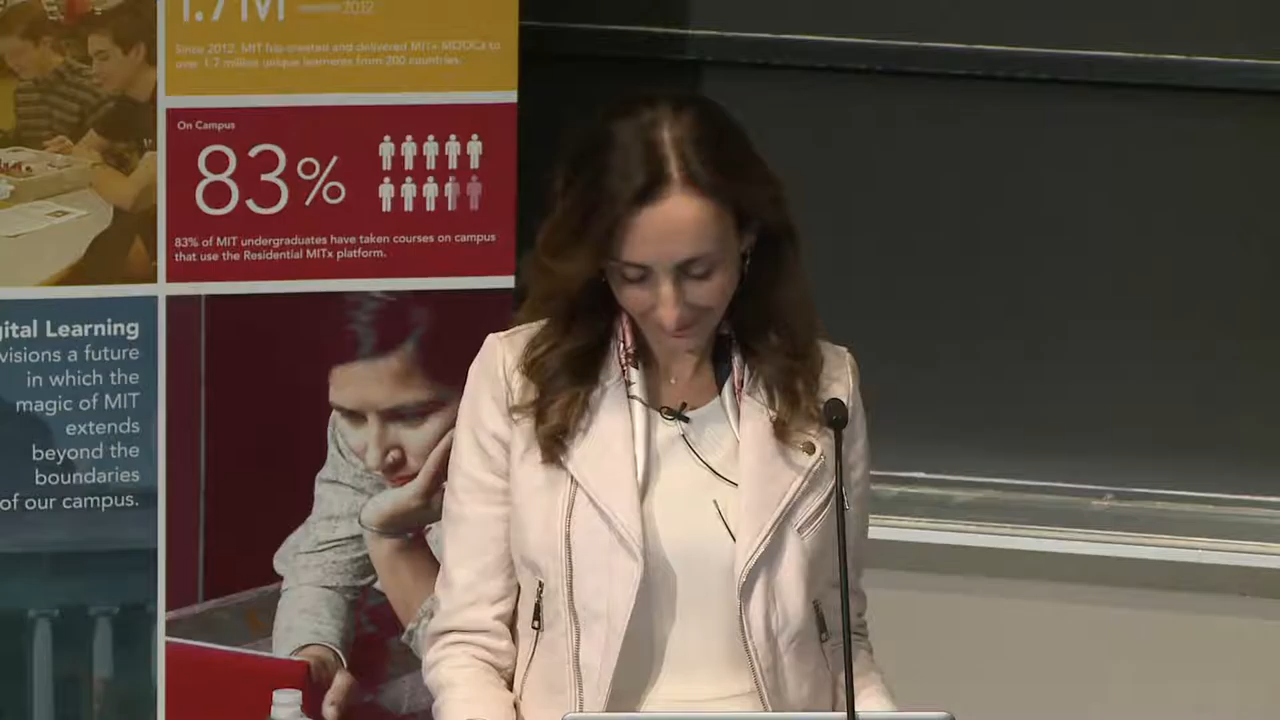 1.7M
2012
Since 2012, MIT has created and delivered MITx MOOCs to
over 1.7 million unique learners from 200 countries.
On Campus
83%
83% of MIT undergraduates have taken courses on campus
that use the Residential MITx platform.
gital Learning
visions a future
in which the
magic of MIT
extends
beyond the
boundaries
of our campus.